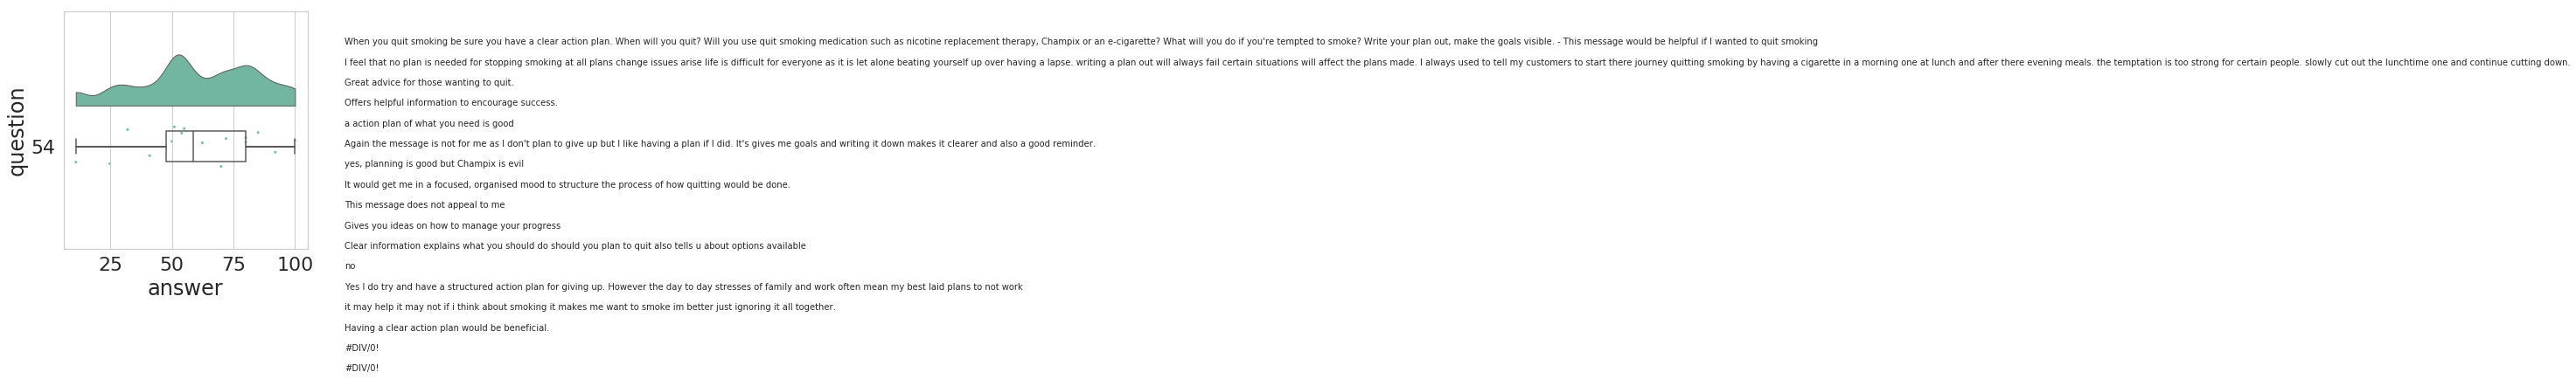 When you quit smoking be sure you have a clear action plan. When will you quit? Will you use quit smoking medication such as nicotine replacement therapy, Champix or an e-cigarette? What will you do if you're tempted to smoke? Write your plan out, make the goals visible. - This message would be helpful if I wanted to quit smoking
I feel that no plan is needed for stopping smoking at all plans change issues arise life is difficult for everyone as it is let alone beating yourself up over having a lapse. writing a plan out will always fail certain situations will affect the plans made. I always used to tell my customers to start there journey quitting smoking by having a cigarette in a morning one at lunch and after there evening meals. the temptation is too strong for certain people. slowly cut out the lunchtime one and continue cutting down.
Great advice for those wanting to quit.
Offers helpful information to encourage success.
a action plan of what you need is good
Again the message is not for me as I don't plan to give up but I like having a plan if I did. It's gives me goals and writing it down makes it clearer and also a good reminder.
yes, planning is good but Champix is evil
It would get me in a focused, organised mood to structure the process of how quitting would be done.
This message does not appeal to me
Gives you ideas on how to manage your progress
Clear information explains what you should do should you plan to quit also tells u about options available
no
Yes I do try and have a structured action plan for giving up. However the day to day stresses of family and work often mean my best laid plans to not work
it may help it may not if i think about smoking it makes me want to smoke im better just ignoring it all together.
Having a clear action plan would be beneficial.
#DIV/0!
#DIV/0!
question
54
25 50 75 100
answer